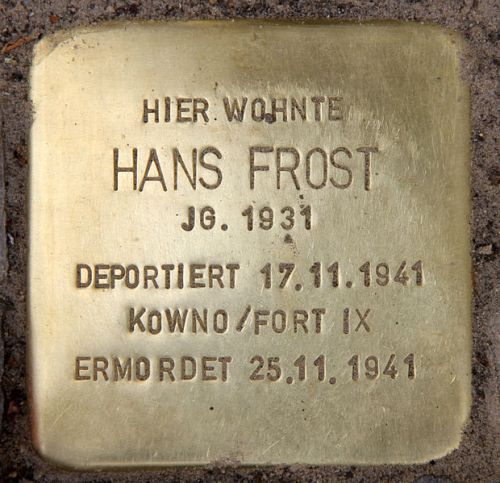 HIER WOHNTE
HANS FROST
JG. 1931
DEPORTIERT 17.11.1941
KOWNO/FORT IX
ERMORDET 25.11.1941